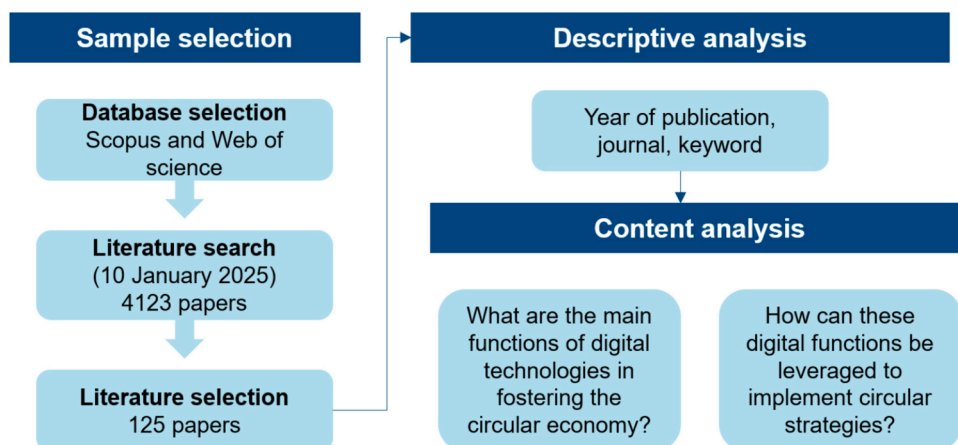 Sample selection
Database selection
Scopus and Web of
science
Literature search
(10 January 2025)
4123 papers
Literature selection
125 papers
Descriptive analysis
Year of publication,
journal, keyword
Content analysis
What are the main
functions of digital
technologies in
fostering the
circular economy?
How can these
digital functions be
leveraged to
implement circular
strategies?